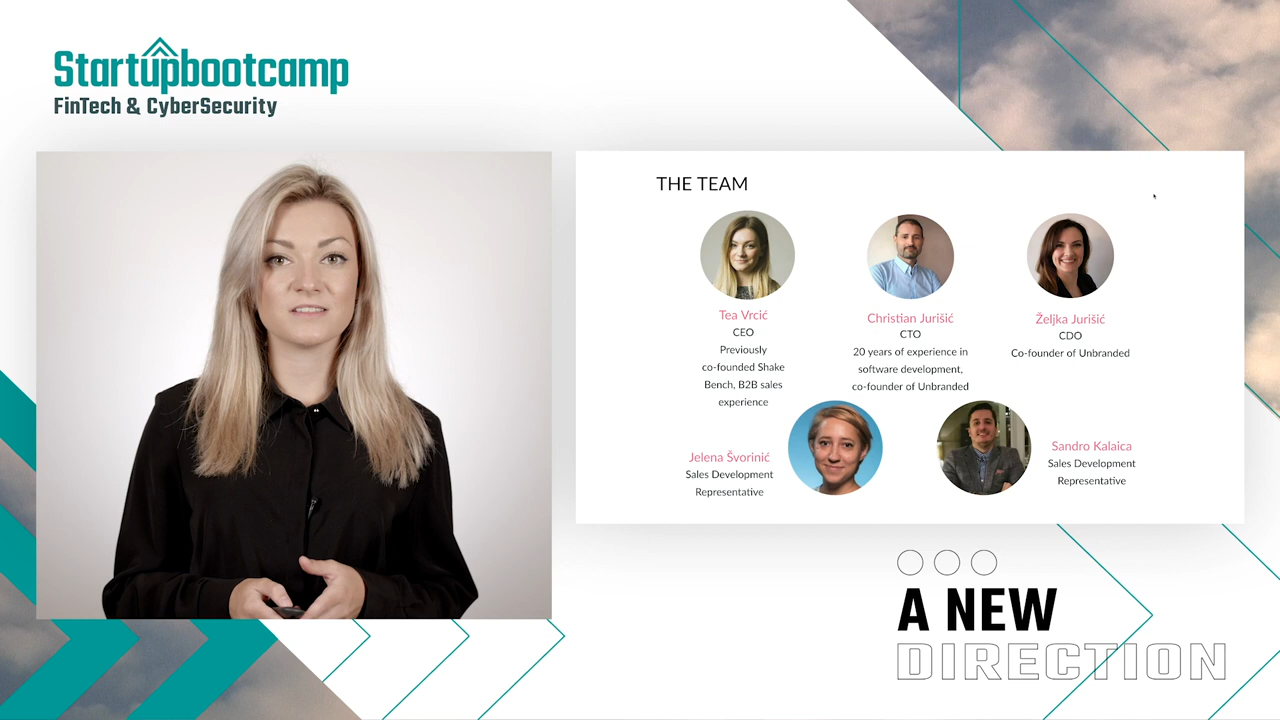 Startupbootcamp
FinTech & CyberSecurity
THE TEAM
Tea Vrcić
CEO
Previously
co-founded Shake
Bench, B2B sales
experience
Christian Jurišić
CTO
20 years of experience in
software development,
co-founder of Unbranded
Željka Jurišić
CDO
Co-founder of Unbranded
Jelena Švorinić
Sales Development
Representative
Sandro Kalaica
Sales Development
Representative
A NEW
DIRECTION